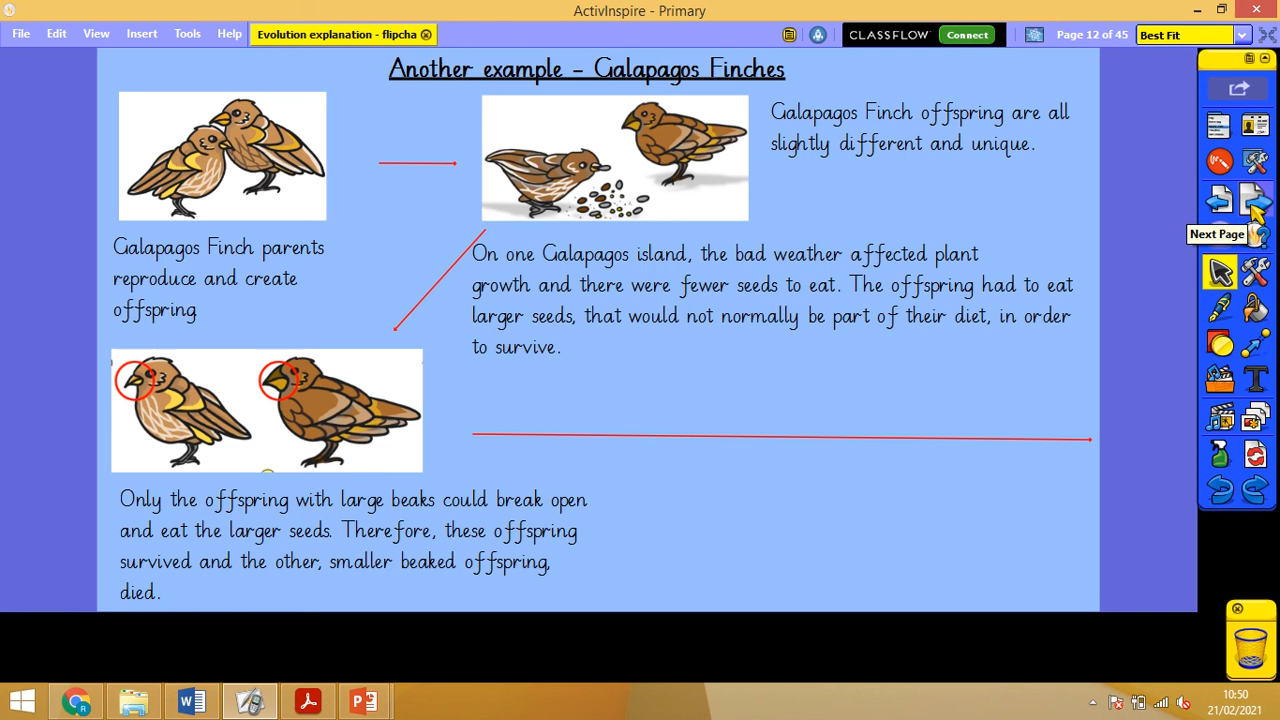 ActivInspire - Primary
File Edit View Insert Tools Help
Evolution explanation - flipcha
CLASSFLOW Connect
Page 12 of 45
Best Fit
Another example - Galapagos Finches
Galapagos Finch offspring are all
slightly different and unique.
Next Page
Galapagos Finch parents
reproduce and create
offspring
On one Galapagos island, the bad weather affected plant
growth and there were fewer seeds to eat. The offspring had to eat
larger seeds, that would not normally be part of their diet, in order
to survive.
Only the offspring with large beaks could break open
and eat the larger seeds. Therefore, these offspring
survived and the other, smaller beaked offspring,
died.
10:50
21/02/2021